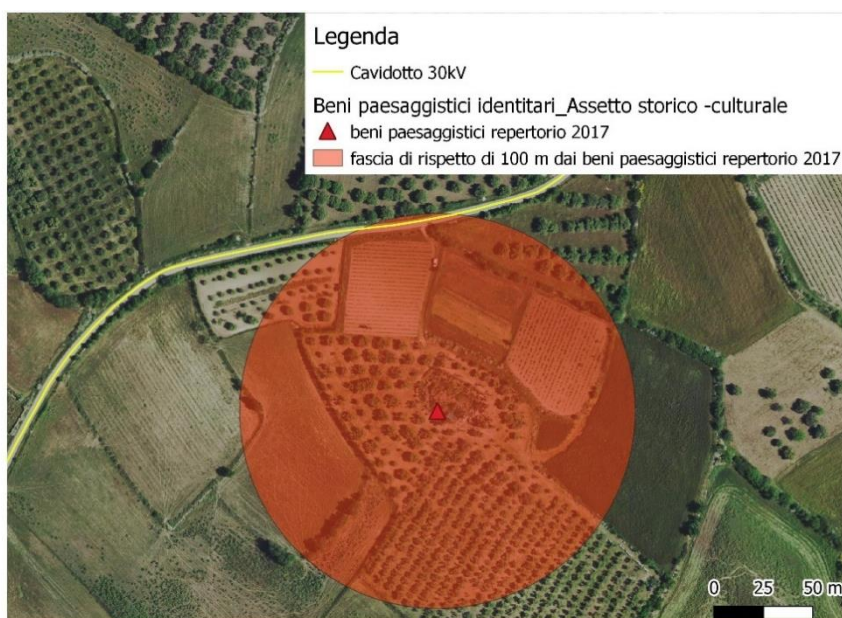 Legenda
Cavidotto 30kV
Beni paesaggistici identitari_Assetto storico -culturale
beni paesaggistici repertorio 2017
fascia di rispetto di 100 m dai beni paesaggistici repertorio 2017
0 25 50 m